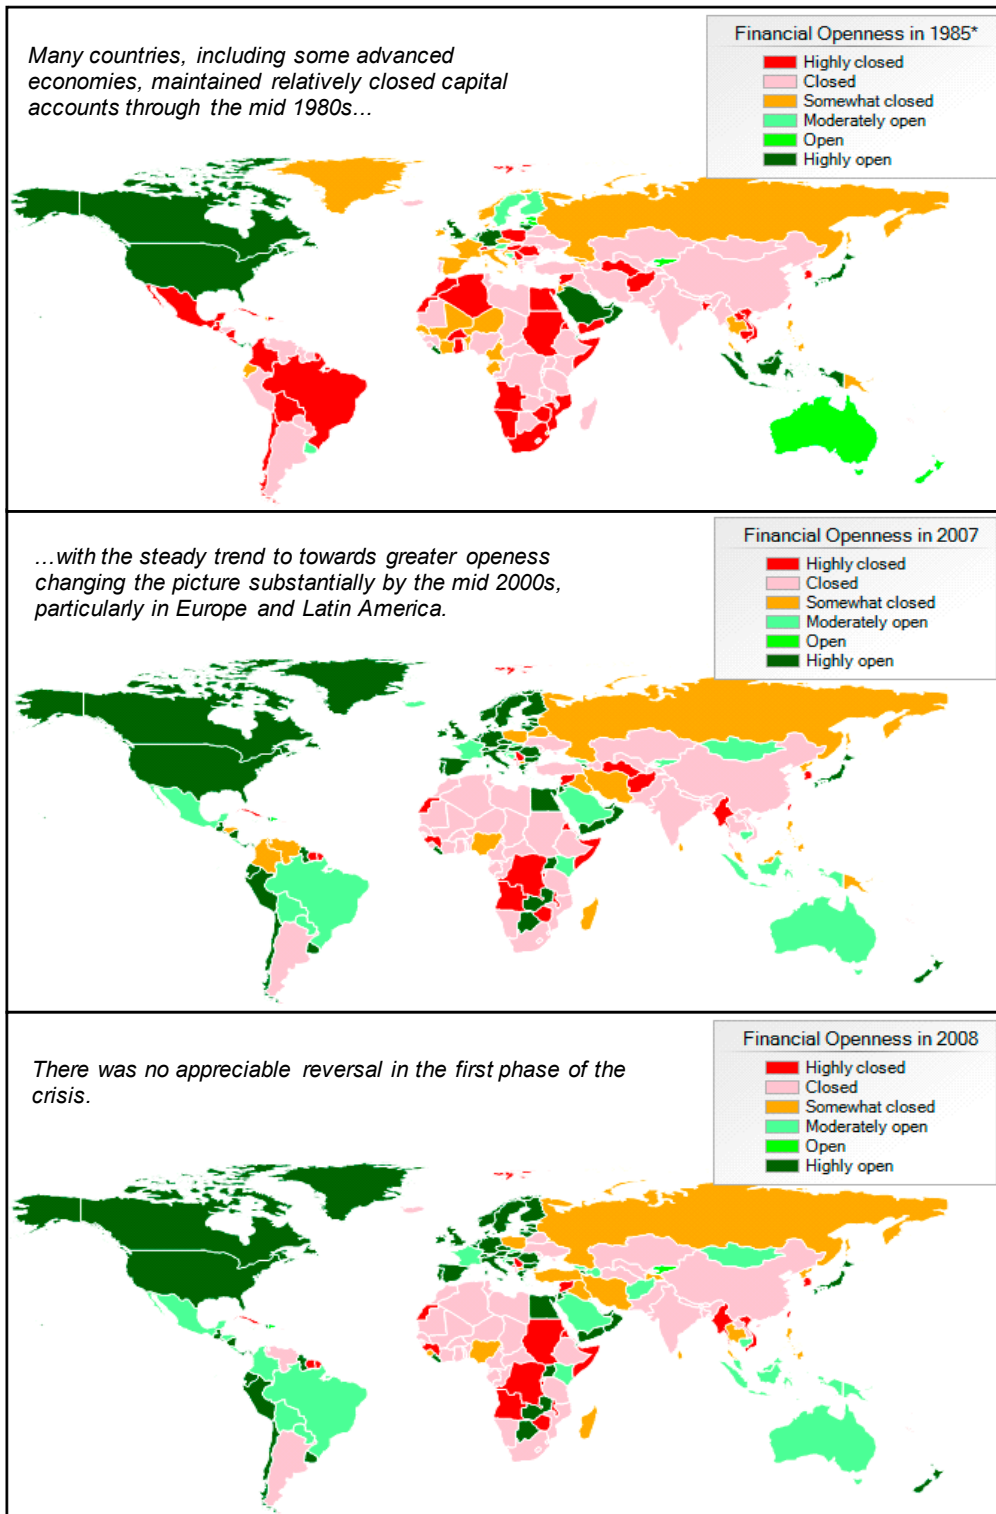 Many countries, including some advanced
economies, maintained relatively closed capital
accounts through the mid 1980s...
Financial Openness in 1985*
Highly closed
Closed
Somewhat closed
Moderately open
Open
Highly open
...with the steady trend to towards greater openess
changing the picture substantially by the mid 2000s,
particularly in Europe and Latin America.
Financial Openness in 2007
Highly closed
Closed
Somewhat closed
Moderately open
Open
Highly open
There was no appreciable reversal in the first phase of the
crisis.
Financial Openness in 2008
Highly closed
Closed
Somewhat closed
Moderately open
Open
Highly open